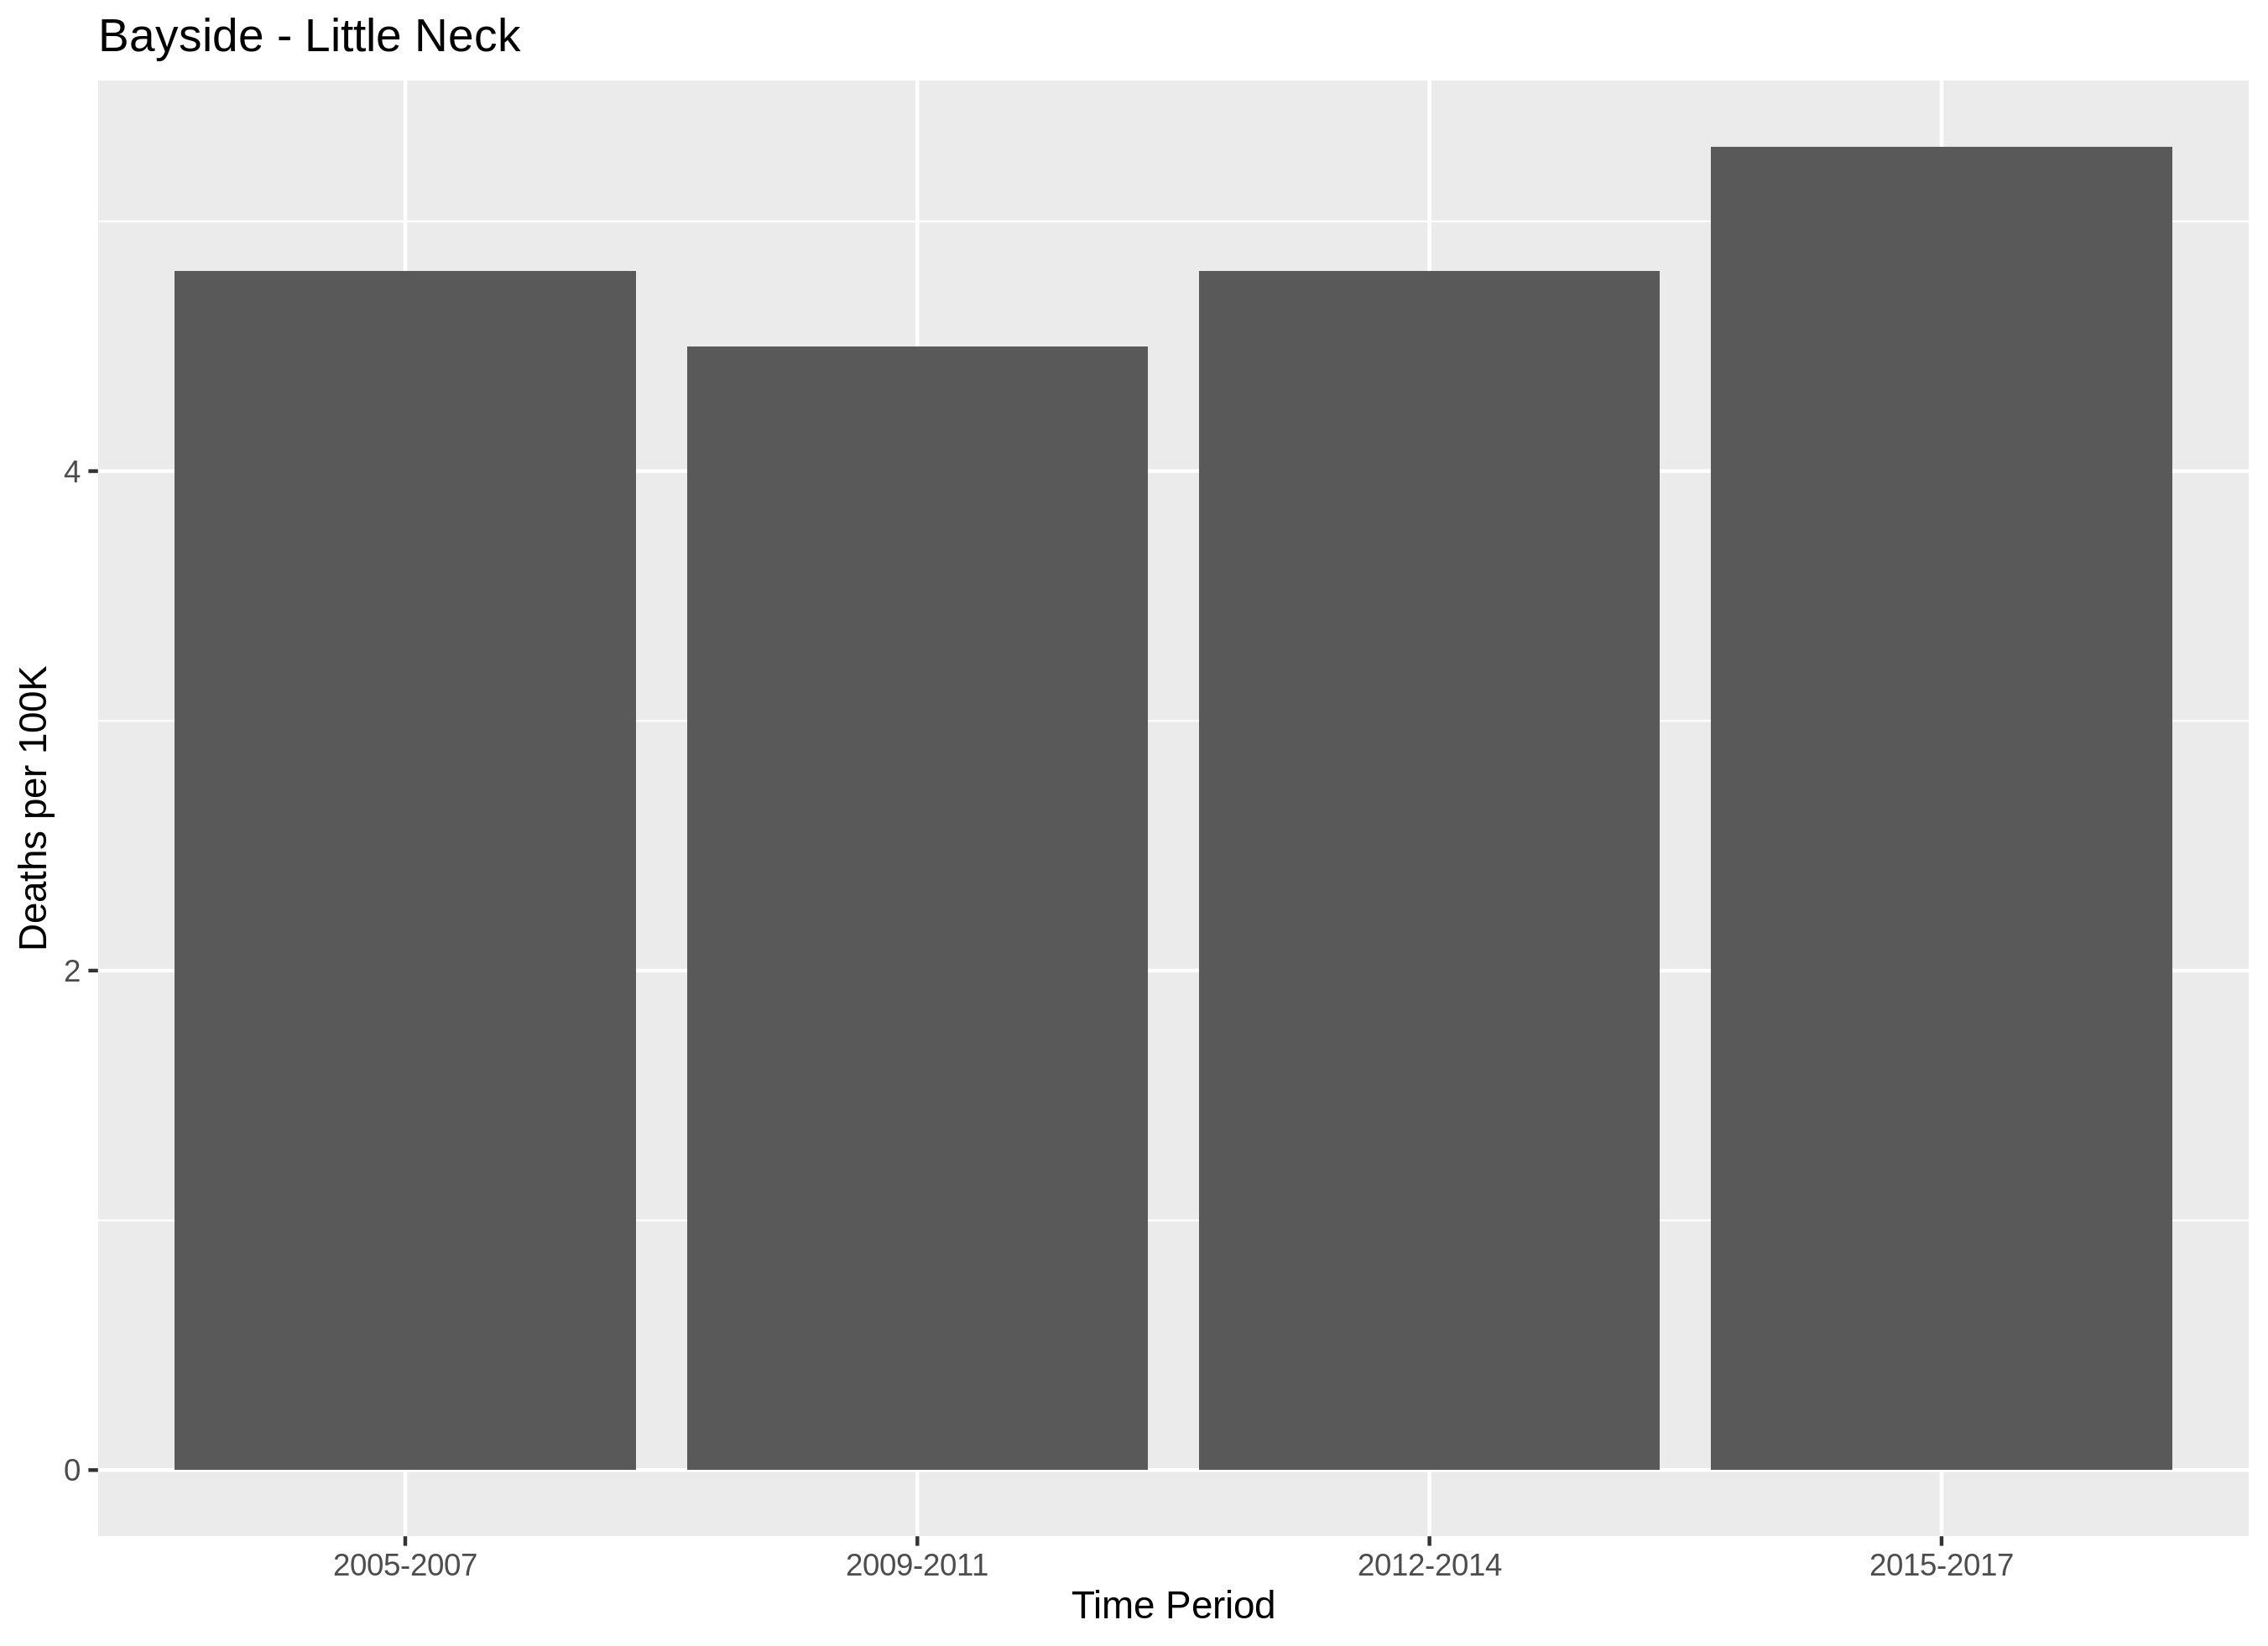 Bayside - Little Neck
Deaths per 100K
4
2
0
2005-2007 2009-2011 2012-2014 2015-2017
Time Period